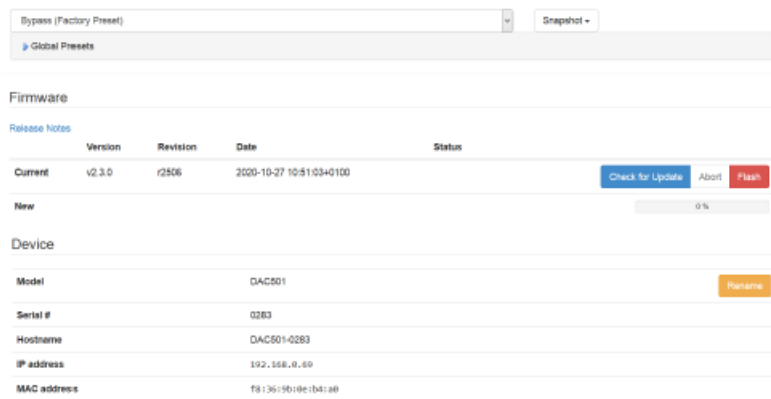 Bypass (Factory Preset) Snapshot
Global Presets
Firmware
Release Notes
Version Revision Date Status
Current v2.3.0 r2506 2020-10-27 10:51:03+0100 Check for Update Abort Flash
New 0 %
Device
Model DAC501 Rename
Serial # 0283
Hostname DAC501-0283
IP address 192.168.0.69
MAC address f8:36:9b:0e:b4:a0